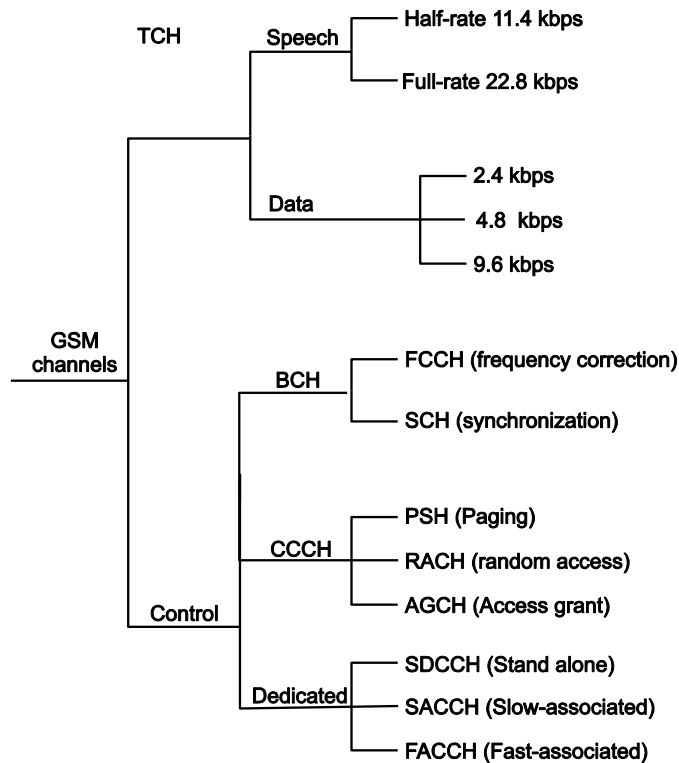 TCH
Speech
Half-rate 11.4 kbps
Full-rate 22.8 kbps
Data
2.4 kbps
4.8 kbps
9.6 kbps
GSM
channels
BCH
FCCH (frequency correction)
SCH (synchronization)
CCCH
PSH (Paging)
RACH (random access)
AGCH (Access grant)
Control
Dedicated
SDCCH (Stand alone)
SACCH (Slow-associated)
FACCH (Fast-associated)